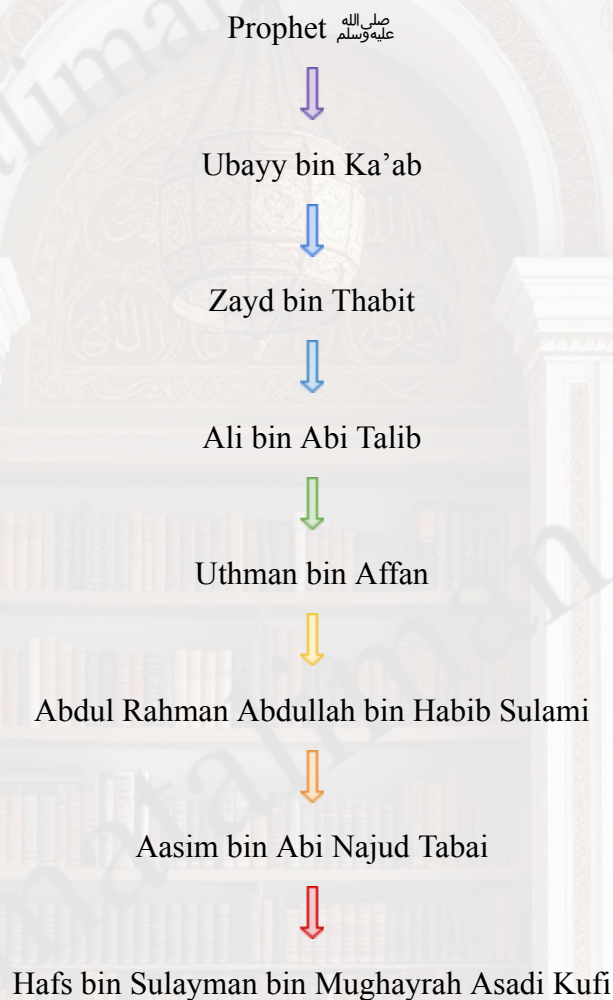 Prophet ﷺ
Ubayy bin Ka’ab
Zayd bin Thabit
Ali bin Abi Talib
Uthman bin Affan
Abdul Rahman Abdullah bin Habib Sulami
Aasim bin Abi Najud Tabai
Hafs bin Sulayman bin Mughayrah Asadi Kufi